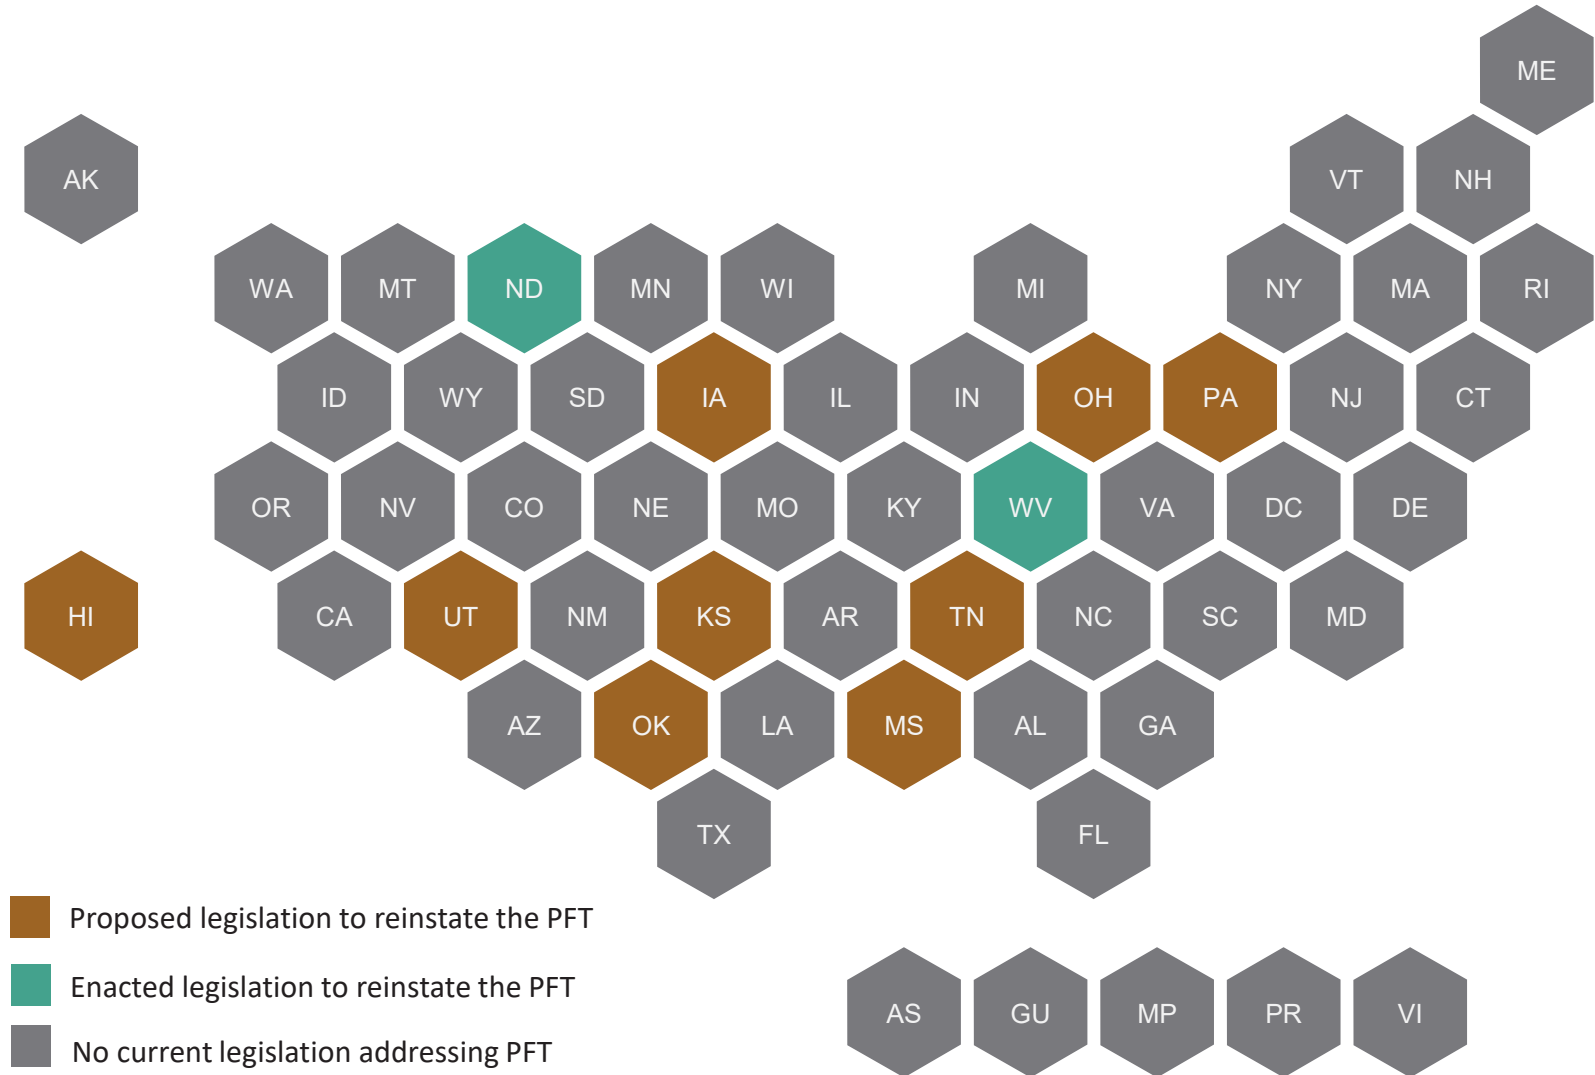 ME
AK
VT
NH
WA
MT
ND
MN
WI
MI
NY
MA
RI
ID
WY
SD
IA
IL
IN
OH
PA
NJ
CT
OR
NV
CO
NE
MO
KY
WV
VA
DC
DE
HI
CA
UT
NM
KS
AR
TN
NC
SC
MD
AZ
OK
LA
MS
AL
GA
TX
FL
Proposed legislation to reinstate the PFT
Enacted legislation to reinstate the PFT
No current legislation addressing PFT
AS
GU
MP
PR
VI